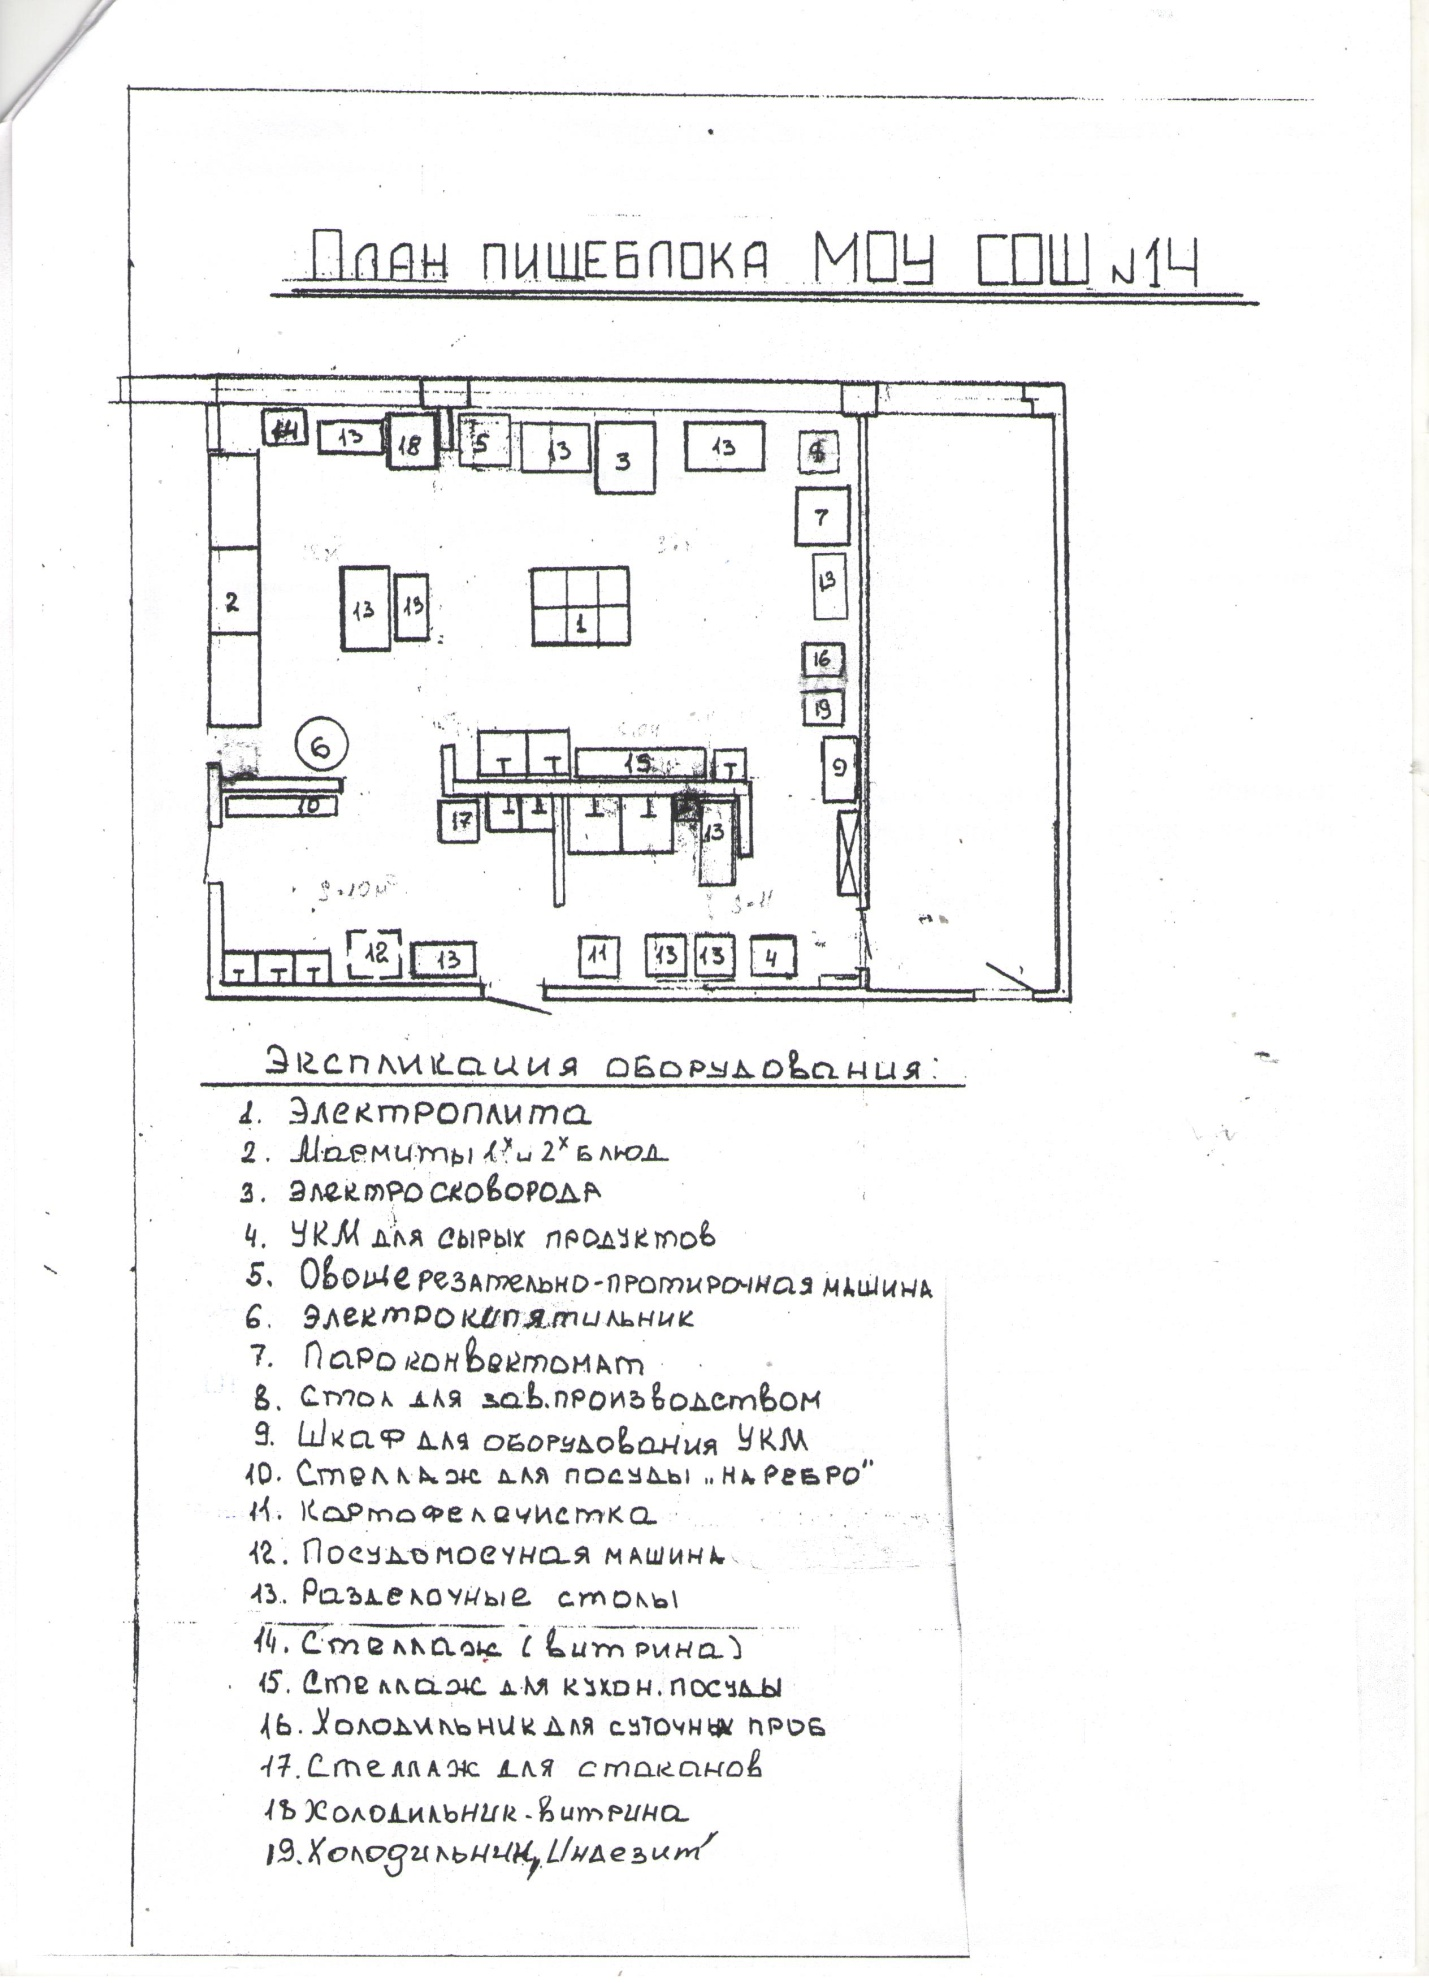 План пищеблока МОУ СОШ N14
14 13 18 5 13 3 13 8
7
13
2 13 13 1
16
19
6
15
9
10
17
13
S=10м²
12 13 11 13 13 4
Экспликация оборудования:
1. Электроплита
2. Мармиты 1х и 2х блюд
3. Электросковорода
4. УКМ для сырых продуктов
5. Овощерезательно-протирочная машина
6. Электрокипятильник
7. Пароконвектомат
8. Стол для зав.производством
9. Шкаф для оборудования УКМ
10. Стеллаж для посуды „на ребро"
11. Картофелечистка
12. Посудомоечная машина
13. Разделочные столы
14. Стеллаж (витрина)
15. Стеллаж для кухон.посуды
16. Холодильник для суточных проб
17. Стеллаж для стаканов
18 Холодильник-витрина
19. Холодильник „Индезит"